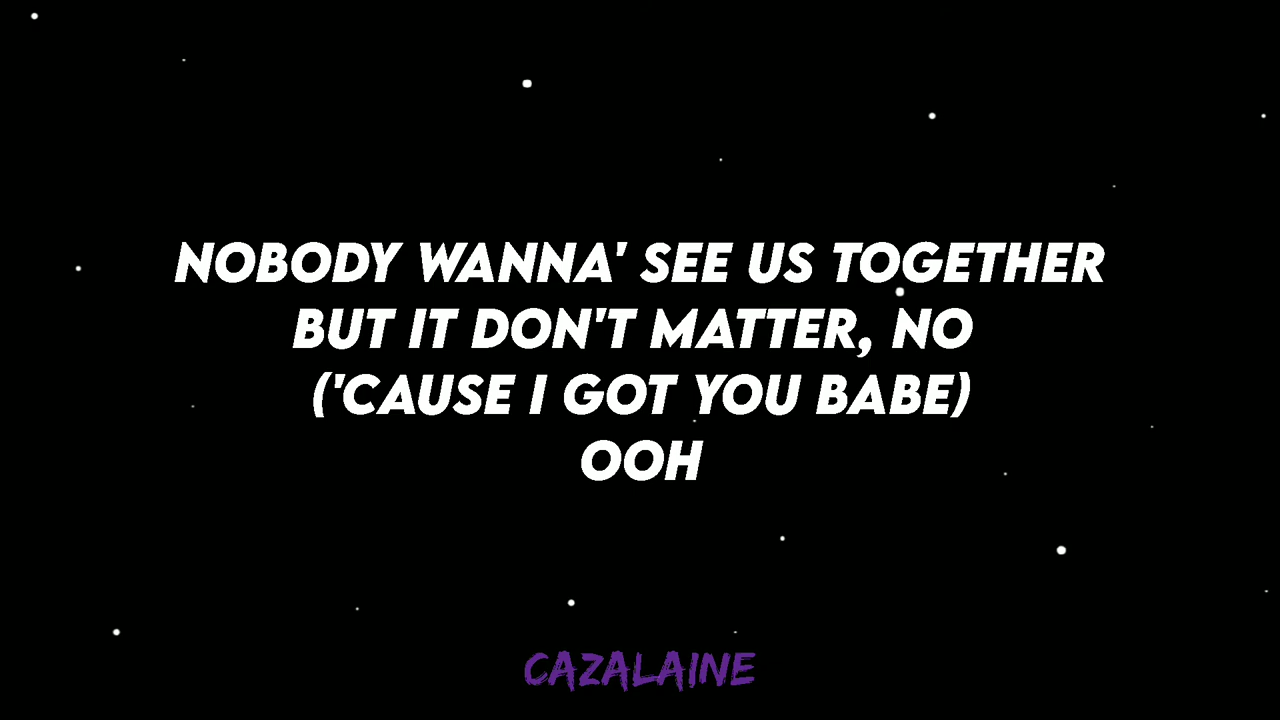 NOBODY WANNA' SEE US TOGETHER
BUT IT DON'T MATTER, NO
('CAUSE I GOT YOU BABE)
OOH
CAZALAINE